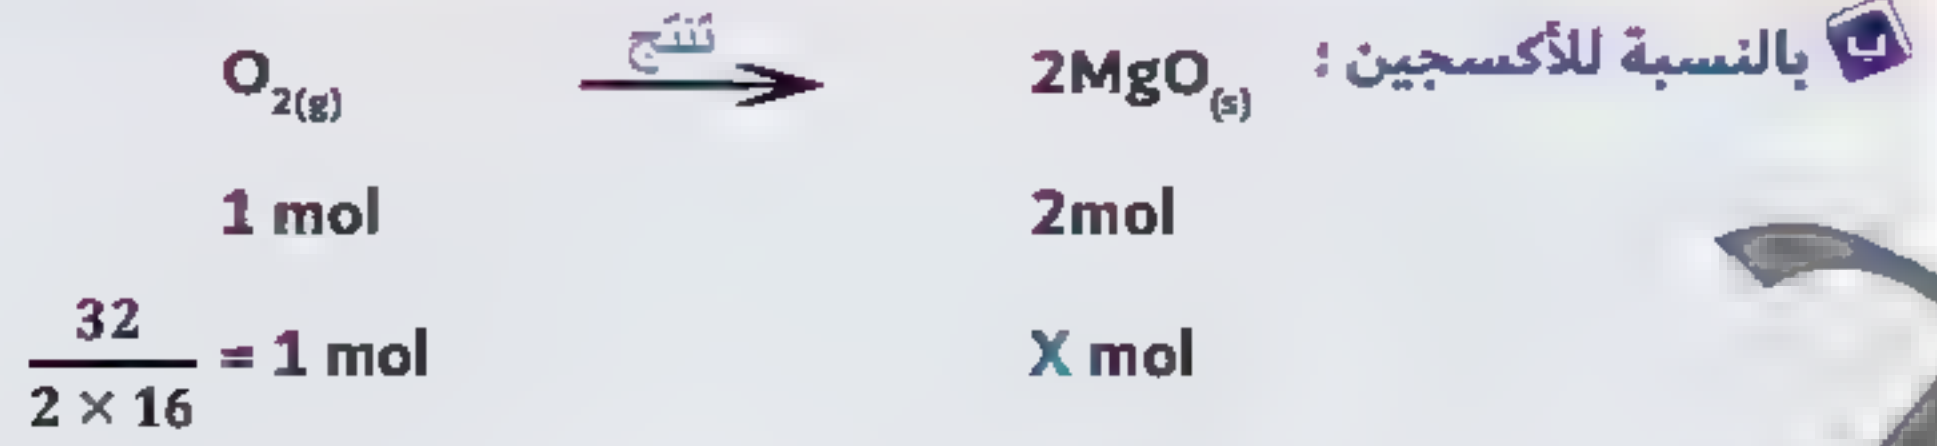 ب بالنسبة للأكسجين :
O2(g) تنتج 2MgO(s)
1 mol 2mol
32
2 × 16
= 1 mol X mol